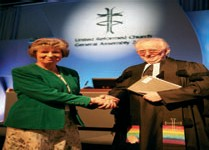 United Reformed Church
General Assembly